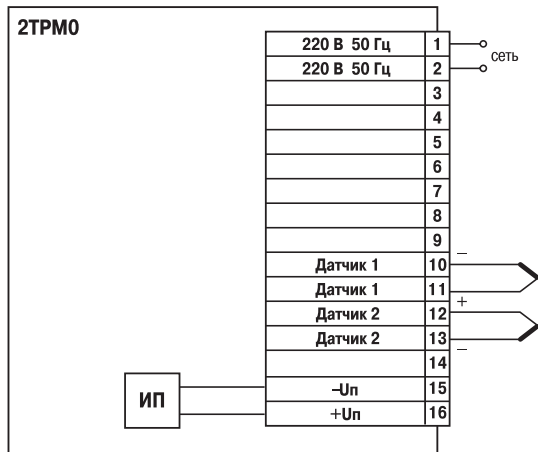 2ТРМ0
220 В 50 Гц 1
220 В 50 Гц 2
сеть
3
4
5
6
7
8
9
–
Датчик 1 10
Датчик 1 11
+
Датчик 2 12
Датчик 2 13
–
14
ИП
–Uп 15
+Uп 16